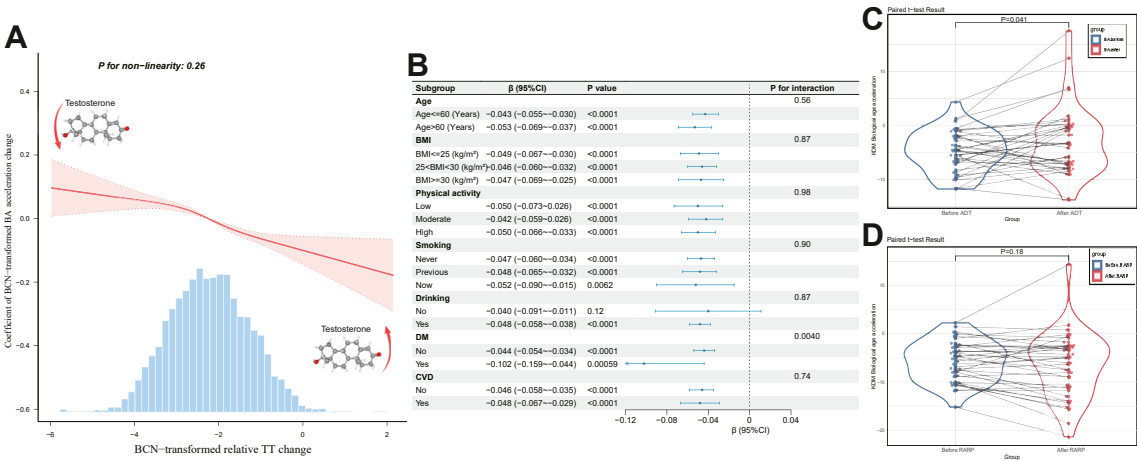 A
P for non−linearity: 0.26
Testosterone
Testosterone
Coefficient of BCN−transformed BA acceleration change
0.4
0.2
0.0
−0.2
−0.4
−0.6
−6
−4
−2
0
2
BCN−transformed relative TT change
B
Subgroup β (95%CI) P value P for interaction
Age 0.56
Age<=60 (Years) −0.043 (−0.055~−0.030) <0.0001
Age>60 (Years) −0.053 (−0.069~−0.037) <0.0001
BMI 0.87
BMI<=25 (kg/m²) −0.049 (−0.067~−0.030) <0.0001
25<BMI<30 (kg/m²) −0.046 (−0.060~−0.032) <0.0001
BMI>=30 (kg/m²) −0.047 (−0.069~−0.025) <0.0001
Physical activity 0.98
Low −0.050 (−0.073~0.026) <0.0001
Moderate −0.042 (−0.059~0.026) <0.0001
High −0.050 (−0.066~0.033) <0.0001
Smoking 0.90
Never −0.047 (−0.060~−0.034) <0.0001
Previous −0.048 (−0.065~−0.032) <0.0001
Now −0.052 (−0.090~−0.015) 0.0062
Drinking 0.87
No −0.040 (−0.091~−0.011) 0.12
Yes −0.048 (−0.058~−0.038) <0.0001
DM 0.0040
No −0.044 (−0.054~−0.034) <0.0001
Yes −0.102 (−0.159~−0.044) 0.00059
CVD 0.74
No −0.046 (−0.058~−0.035) <0.0001
Yes −0.048 (−0.067~−0.029) <0.0001
−0.12 −0.08 −0.04 0 0.04
β (95%CI)
C
Paired t−test Result
P=0.041
group
KDM Biological age acceleration
0
−10
Before ADT After ADT
Group
D
Paired t−test Result
P=0.18
group
Before.RARP
After.RARP
KDM Biological age acceleration
0
−10
−20
Before RARP After RARP
Group